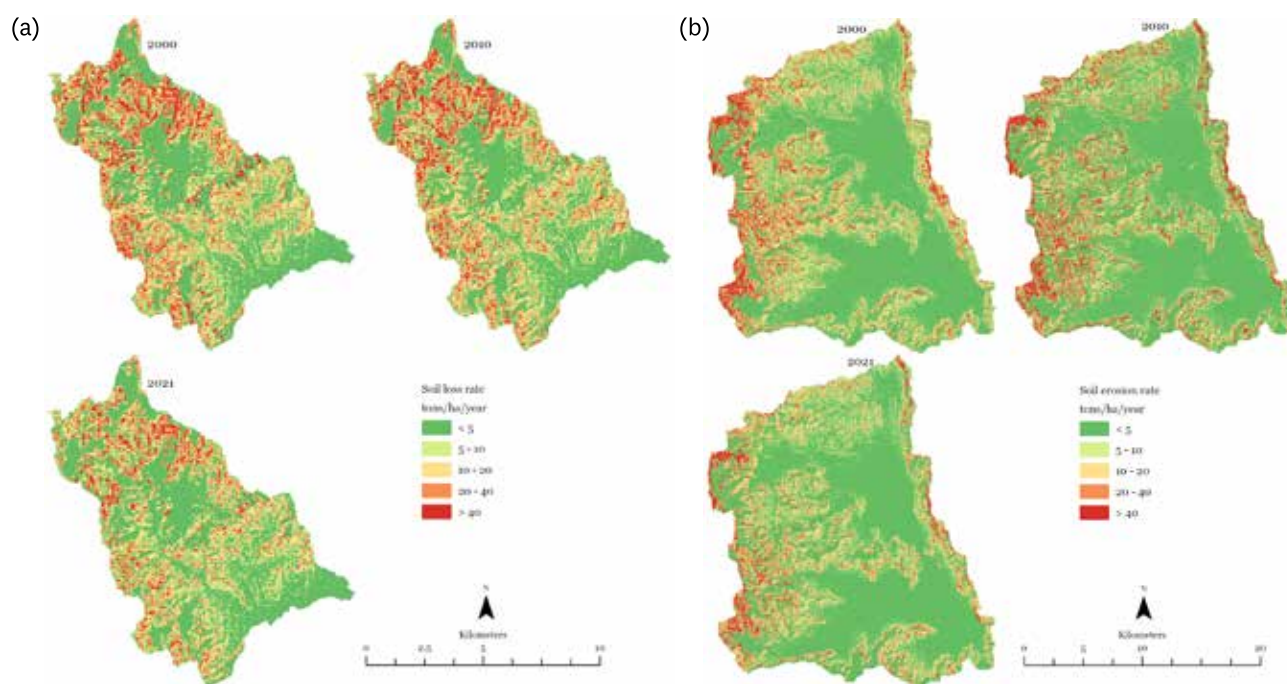 (a)
2000
2010
2021
Soil loss rate
tons/ha/year
< 5
5 - 10
10 - 20
20 - 40
> 40
N
Kilometers
0 2.5 5 10
(b)
2000
2010
2021
Soil erosion rate
tons/ha/year
< 5
5 - 10
10 - 20
20 - 40
> 40
N
Kilometers
0 5 10 20